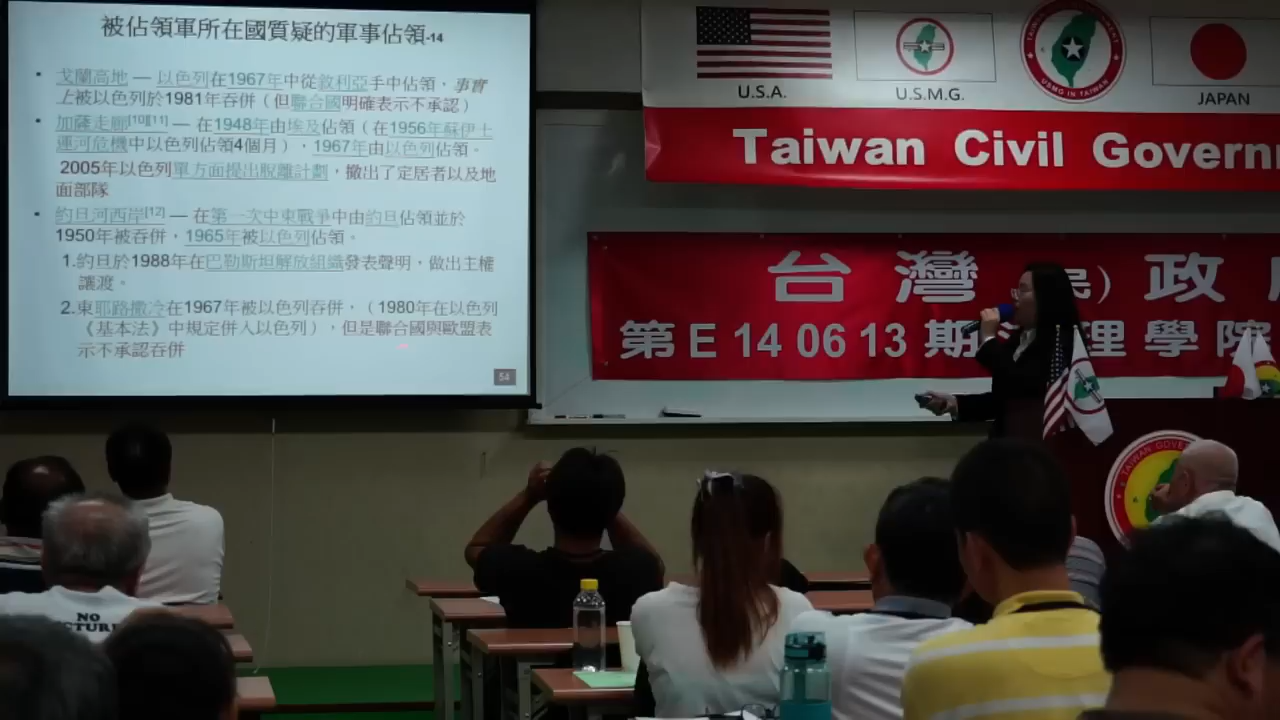 被佔領軍所在國質疑的軍事佔領-14
• 戈蘭高地 — 以色列在1967年中從敘利亞手中佔領，事實
上被以色列於1981年吞併（但聯合國明確表示不承認）
• 加薩走廊[10][11] — 在1948年由埃及佔領（在1956年蘇伊士
運河危機中以色列佔領4個月），1967年由以色列佔領。
2005年以色列單方面提出脫離計劃，撤出了定居者以及地
面部隊
• 約旦河西岸[12] — 在第一次中東戰爭中由約旦佔領並於
1950年被吞併，1965年被以色列佔領。
1.約旦於1988年在巴勒斯坦解放組織發表聲明，做出主權
讓渡。
2.東耶路撒冷在1967年被以色列吞併，（1980年在以色列
《基本法》中規定併入以色列），但是聯合國與歐盟表
示不承認吞併
54
U.S.A.
U.S.M.G.
USMG IN TAIWAN
JAPAN
Taiwan Civil Governm
台灣 民）政
第E 14 06 13 期 理學院
TAIWAN GOVE
NO